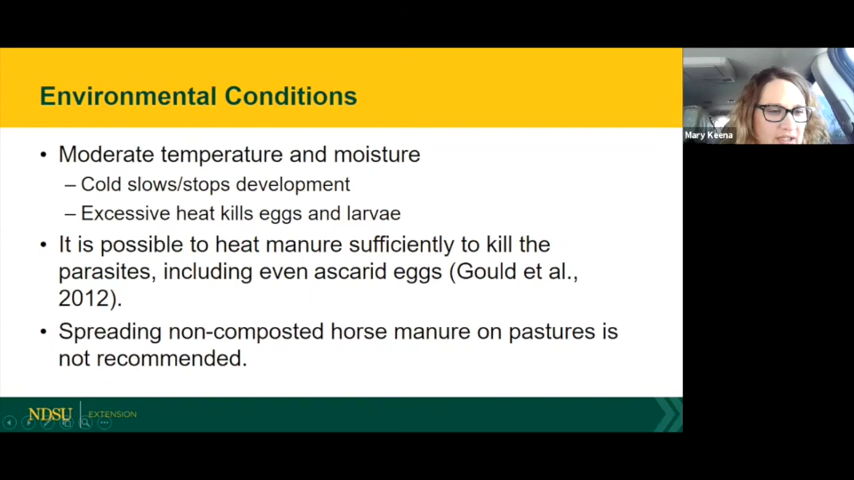 Environmental Conditions
• Moderate temperature and moisture
– Cold slows/stops development
– Excessive heat kills eggs and larvae
• It is possible to heat manure sufficiently to kill the
parasites, including even ascarid eggs (Gould et al.,
2012).
• Spreading non-composted horse manure on pastures is
not recommended.
NDSU EXTENSION
Mary Keena